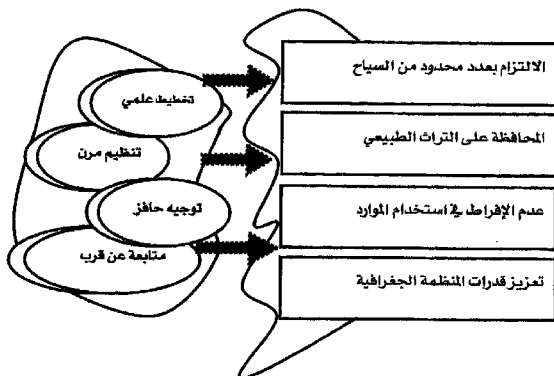 الالتزام بعدد محدود من السياح
المحافظة على التراث الطبيعي
عدم الإفراط في استخدام الموارد
تعزيز قدرات المنظمة الجغرافية
تخطيط علمي
تنظيم مرن
توجيه حافز
متابعة عن قرب